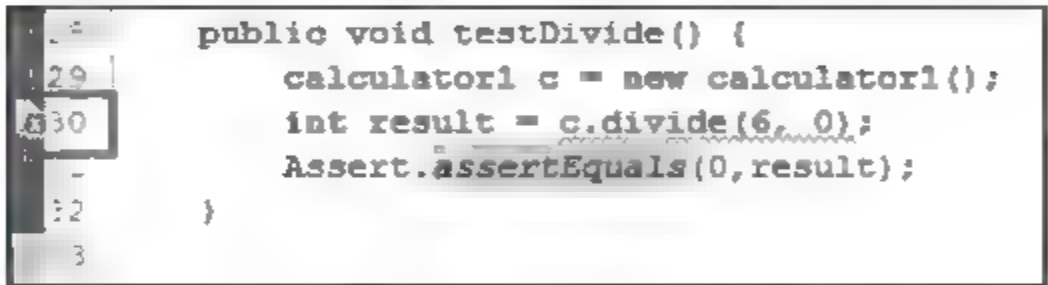 public void testDivide() {
29 calculator1 c = new calculator1();
30 int result = c.divide(6, 0);
Assert.assertEquals(0,result);
}